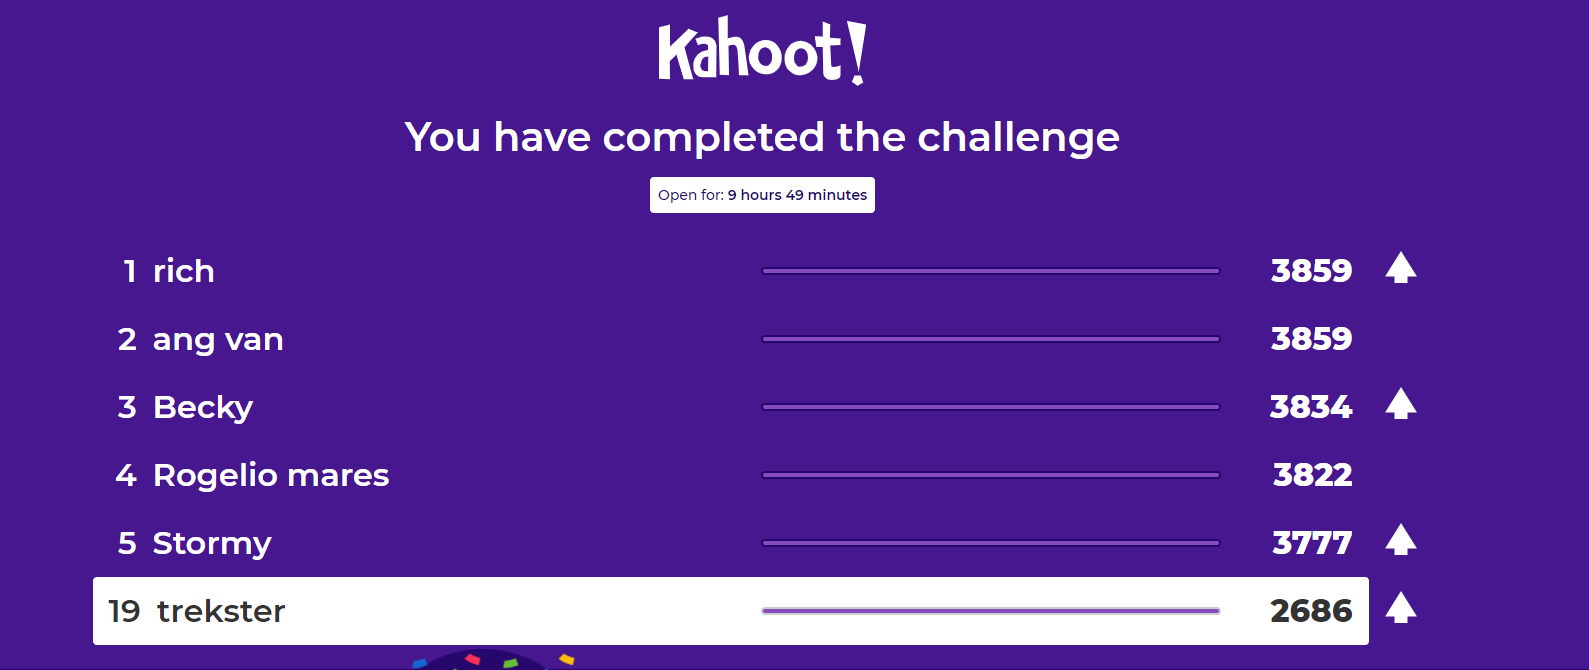 Kahoot!
You have completed the challenge
Open for: 9 hours 49 minutes
1 rich 3859
2 ang van 3859
3 Becky 3834
4 Rogelio mares 3822
5 Stormy 3777
19 trekster 2686